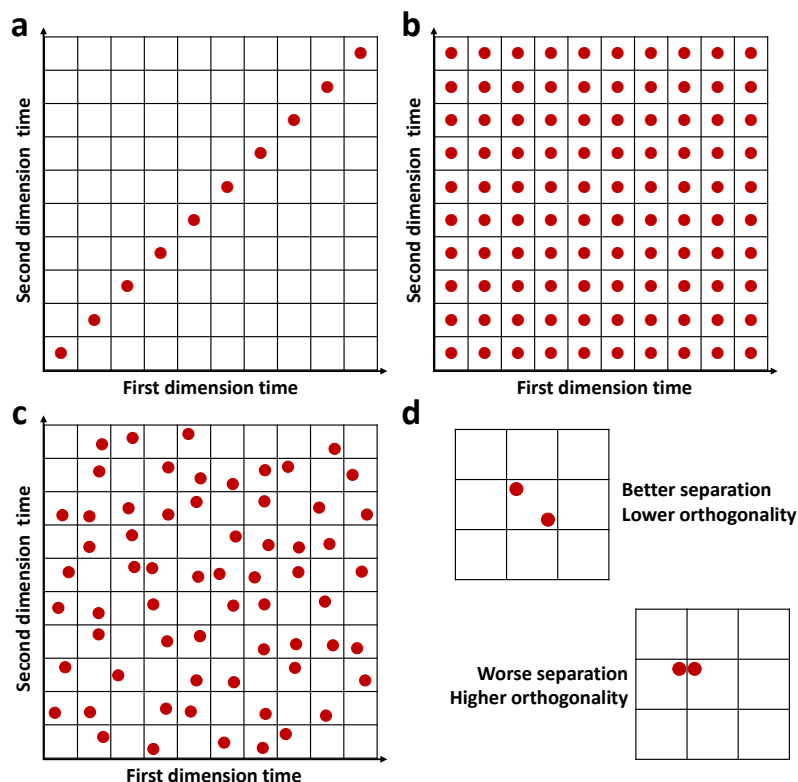 a
Second dimension time
First dimension time
b
Second dimension time
First dimension time
c
Second dimension time
First dimension time
d
Better separation
Lower orthogonality
Worse separation
Higher orthogonality